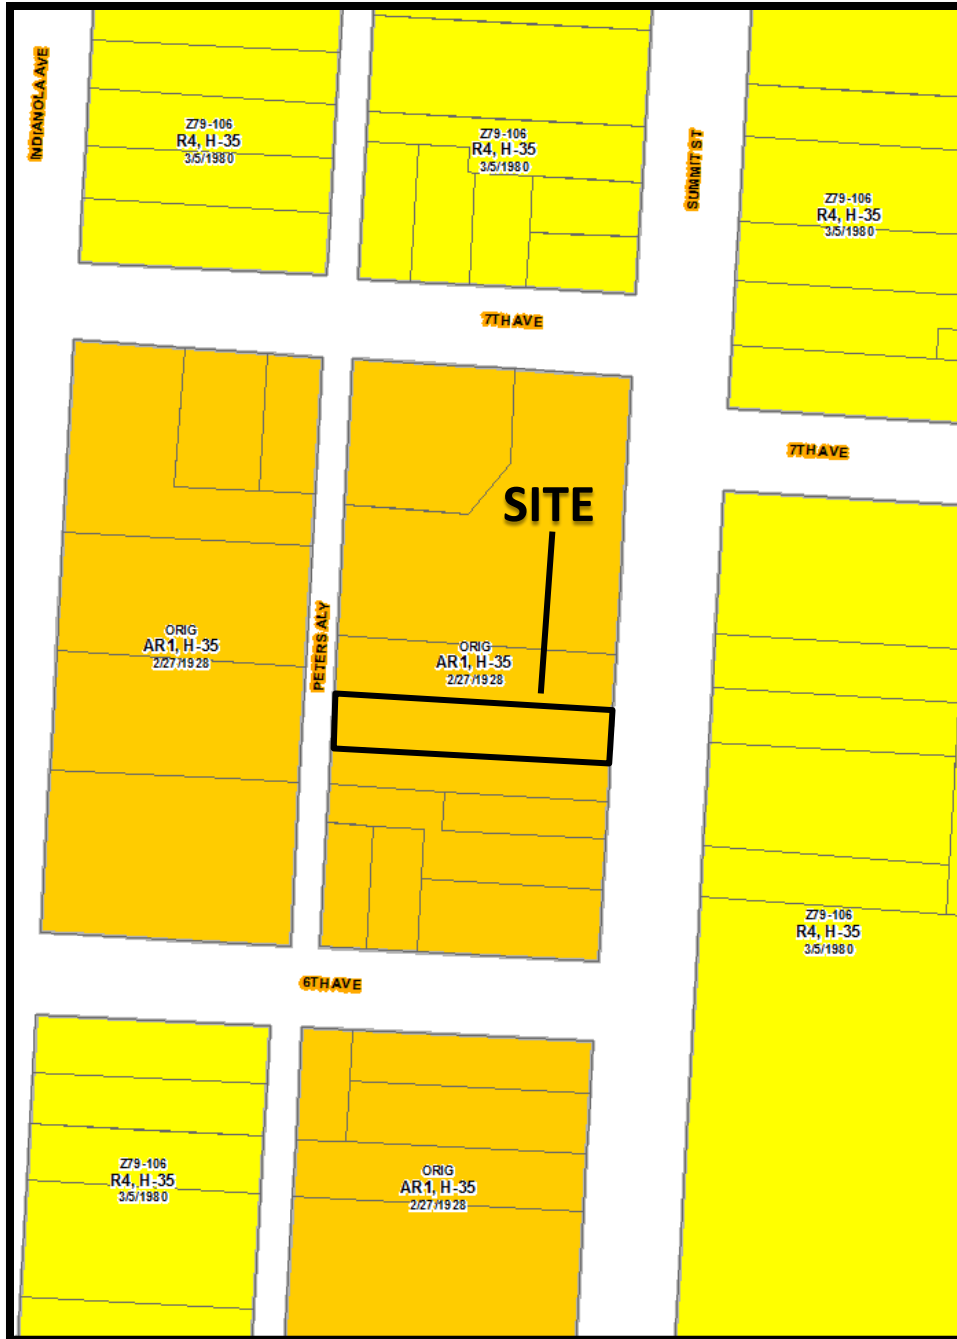 NDIANOLA AVE
Z79-106
R4, H-35
3/5/1980
Z79-106
R4, H-35
3/5/1980
SUMMIT ST
Z79-106
R4, H-35
3/5/1980
7TH AVE
7TH AVE
SITE
PETERS ALY
ORIG
AR1, H-35
2/27/1928
ORIG
AR1, H-35
2/27/1928
Z79-106
R4, H-35
3/5/1980
6TH AVE
Z79-106
R4, H-35
3/5/1980
ORIG
AR1, H-35
2/27/1928